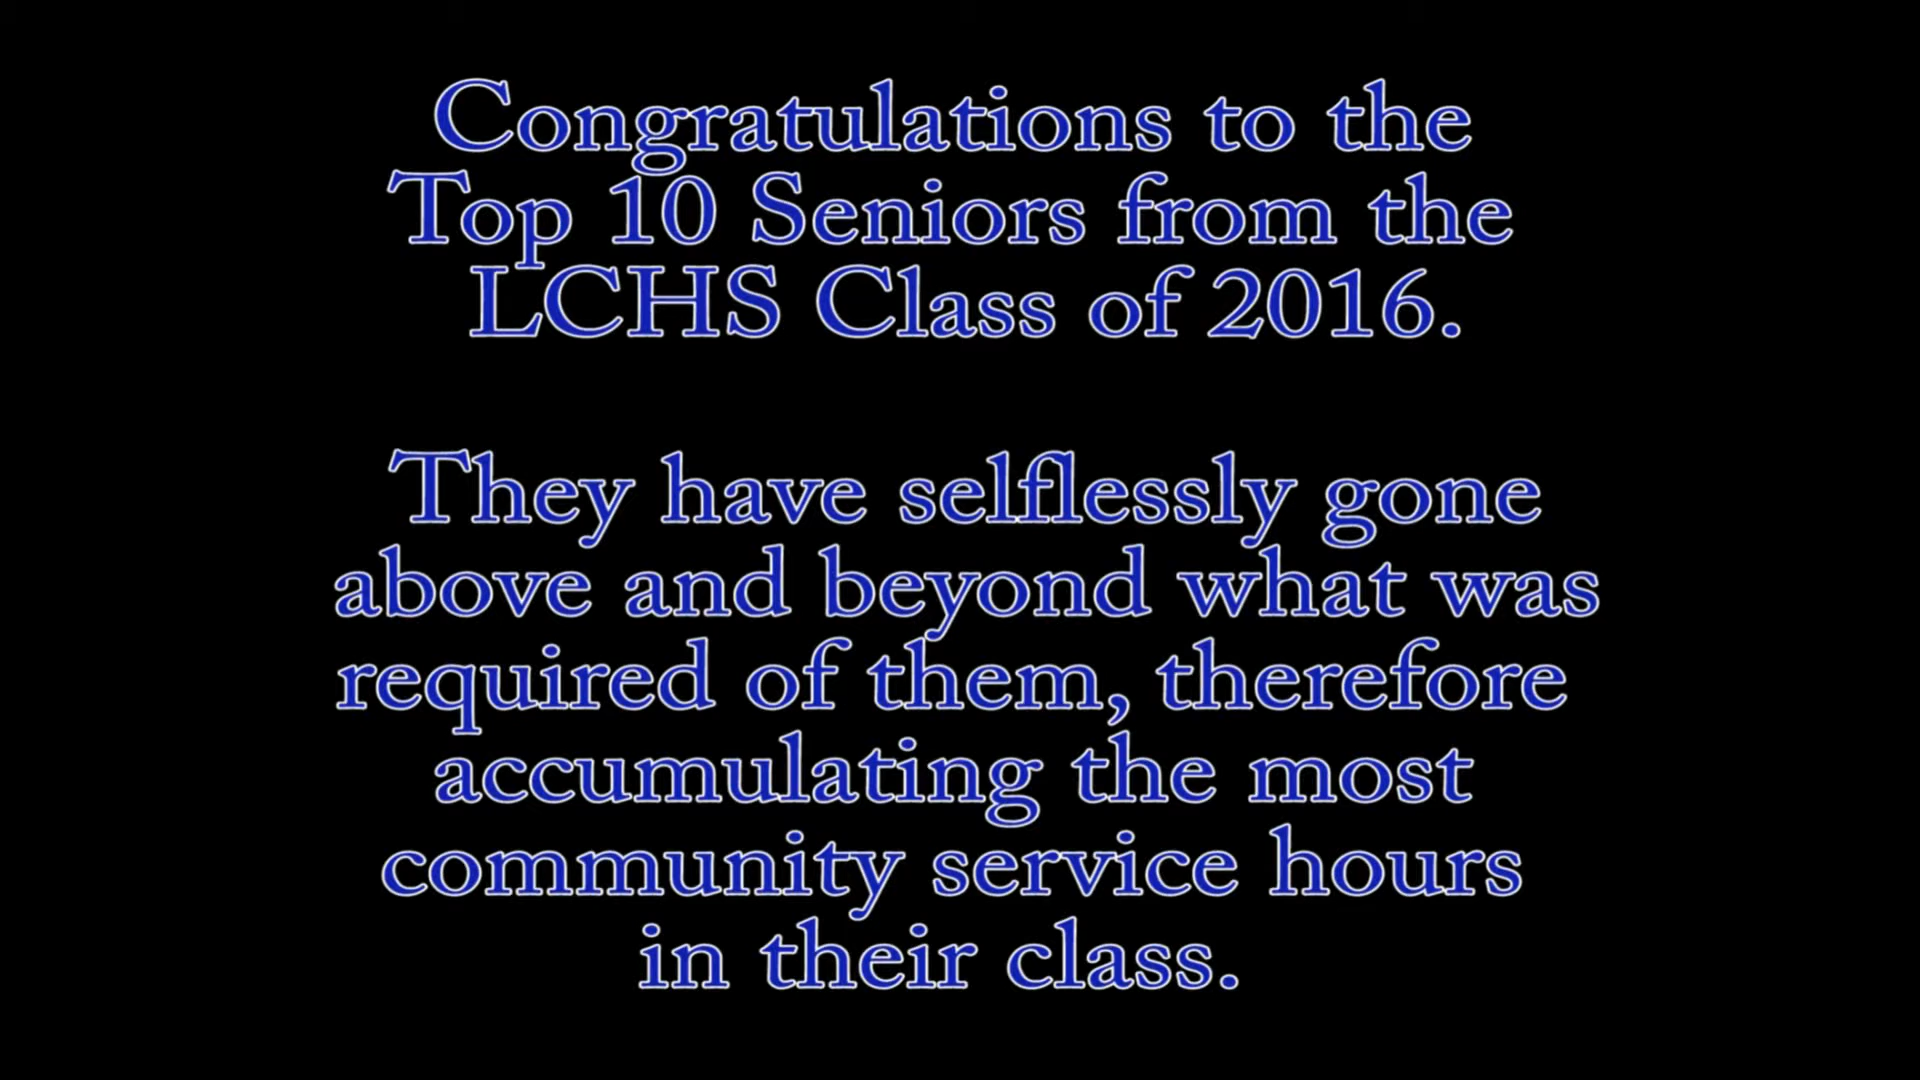 Congratulations to the
Top 10 Seniors from the
LCHS Class of 2016.
They have selflessly gone
above and beyond what was
required of them, therefore
accumulating the most
community service hours
in their class.